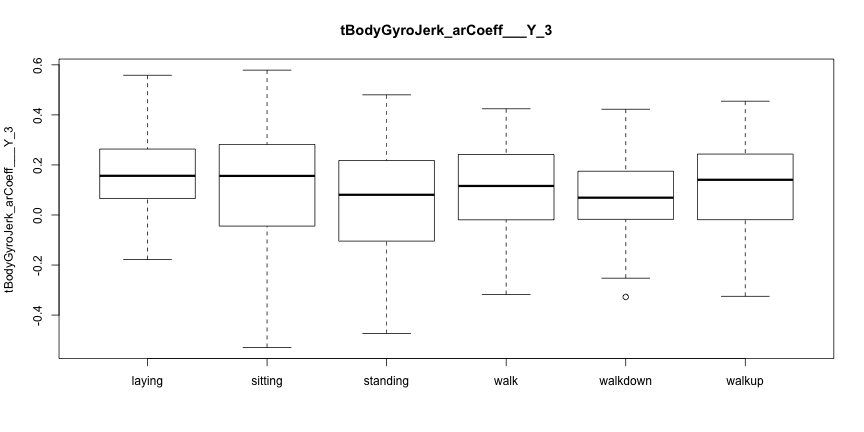 tBodyGyroJerk_arCoeff___Y_3
tBodyGyroJerk_arCoeff___Y_3
0.6
0.4
0.2
0.0
-0.2
-0.4
laying sitting standing walk walkdown walkup